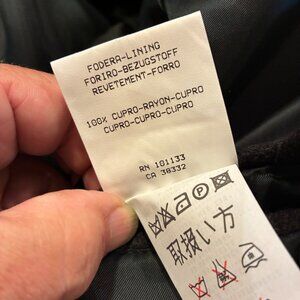 FODERA-LINING
FORIRO-BEZUGSTOFF
REVETEMENT-FORRO
100% CUPRO-RAYON-CUPRO
CUPRO-CUPRO-CUPRO
RN 101133
CA 38332
P
取扱い方